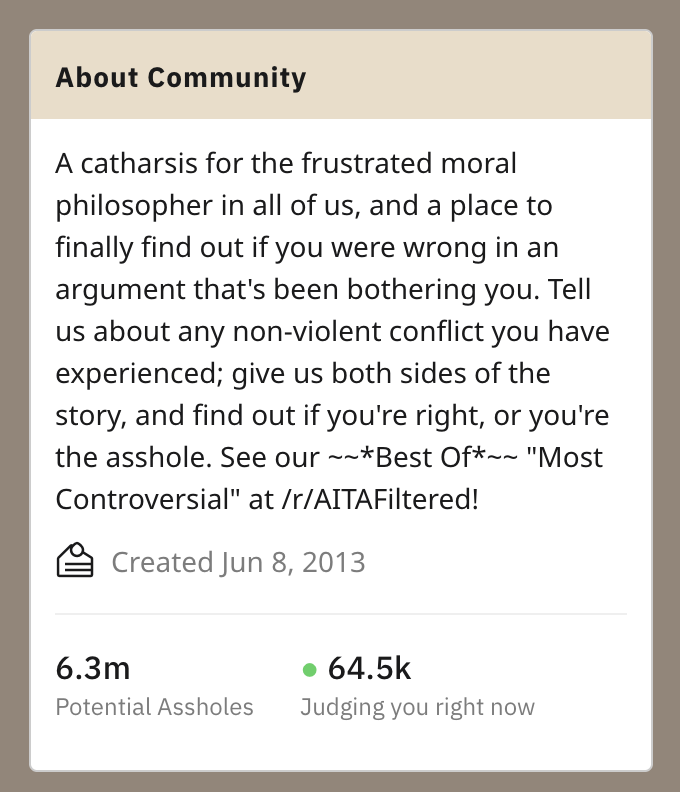 About Community
A catharsis for the frustrated moral
philosopher in all of us, and a place to
finally find out if you were wrong in an
argument that's been bothering you. Tell
us about any non-violent conflict you have
experienced; give us both sides of the
story, and find out if you're right, or you're
the asshole. See our ~~*Best Of*~~ "Most
Controversial" at /r/AITAFiltered!
Created Jun 8, 2013
6.3m
Potential Assholes
64.5k
Judging you right now